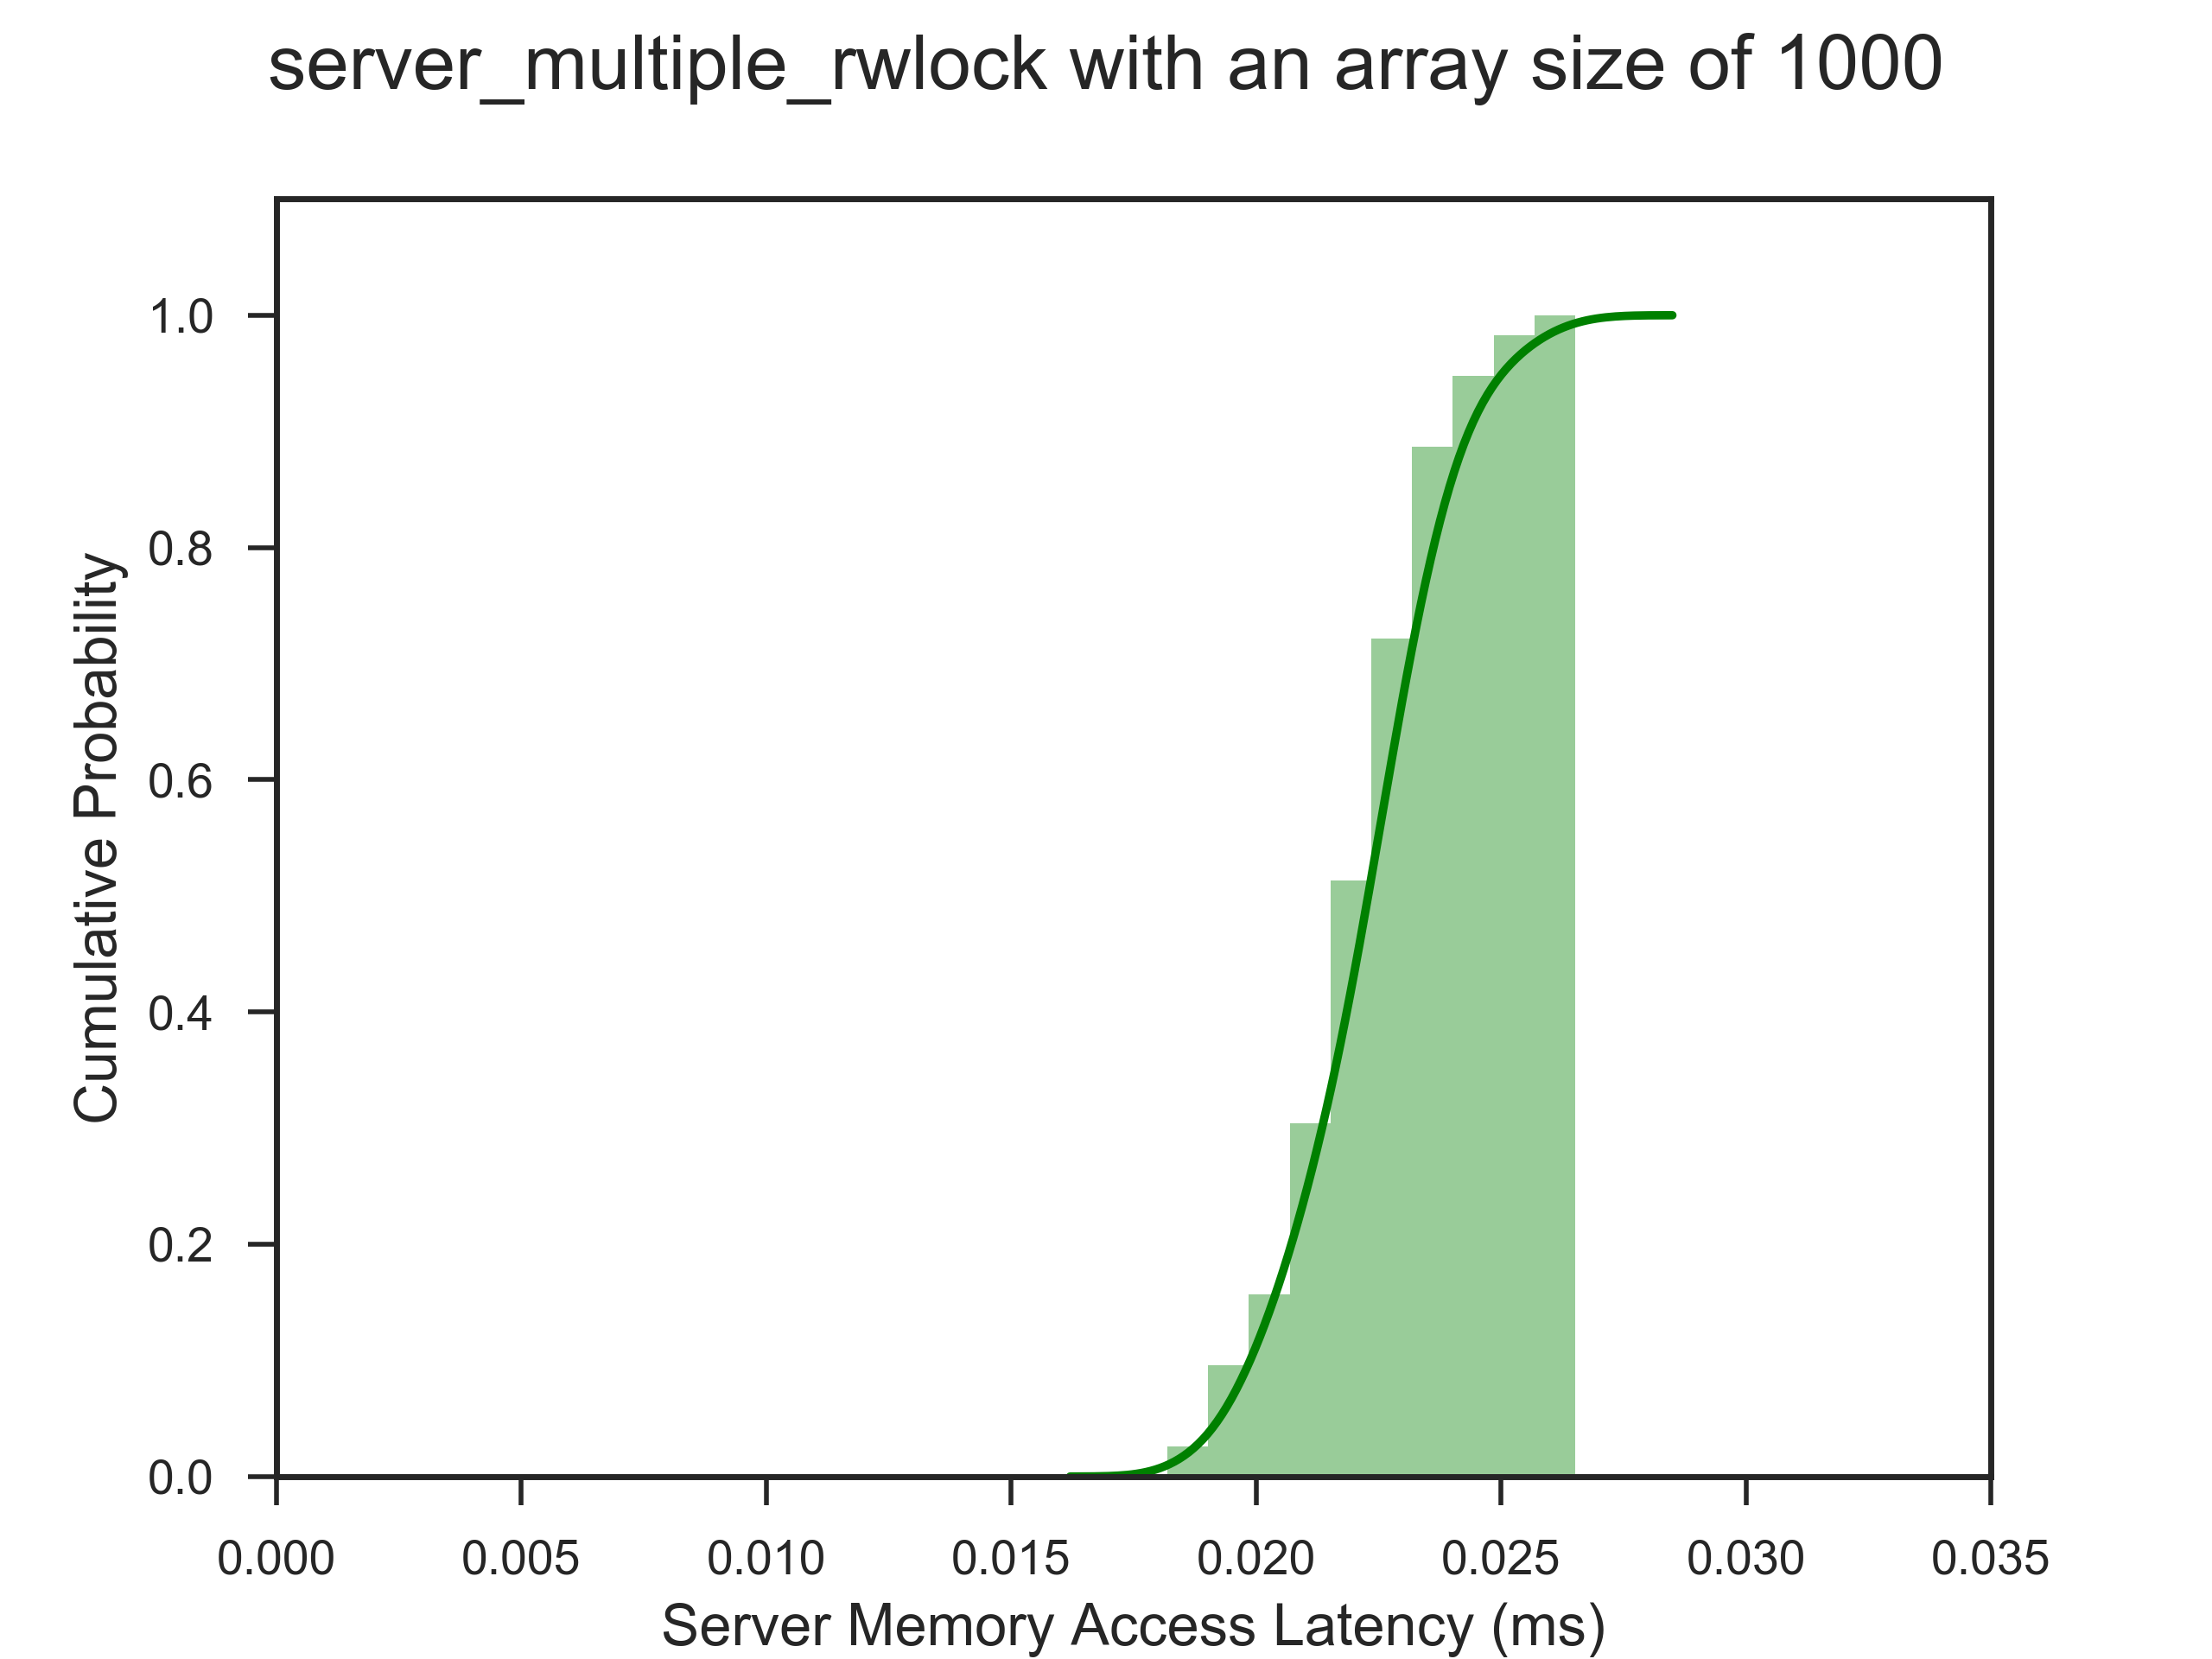 server_multiple_rwlock with an array size of 1000
1.0
0.8
0.6
0.4
0.2
0.0
Cumulative Probability
0.000 0.005 0.010 0.015 0.020 0.025 0.030 0.035
Server Memory Access Latency (ms)